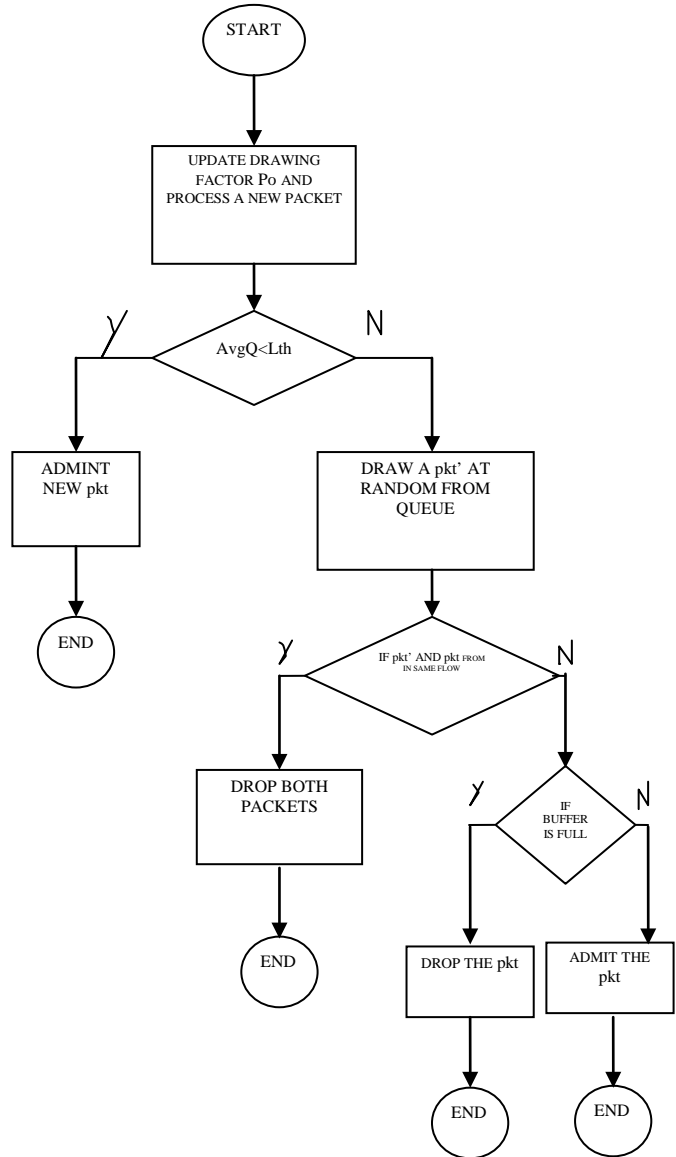 START
UPDATE DRAWING
FACTOR Po AND
PROCESS A NEW PACKET
Y
N
AvgQ<Lth
ADMINT
NEW pkt
DRAW A pkt’ AT
RANDOM FROM
QUEUE
END
y
N
IF pkt’ AND pkt FROM
IN SAME FLOW
DROP BOTH
PACKETS
y
N
IF
BUFFER
IS FULL
END
DROP THE pkt
ADMIT THE
pkt
END
END